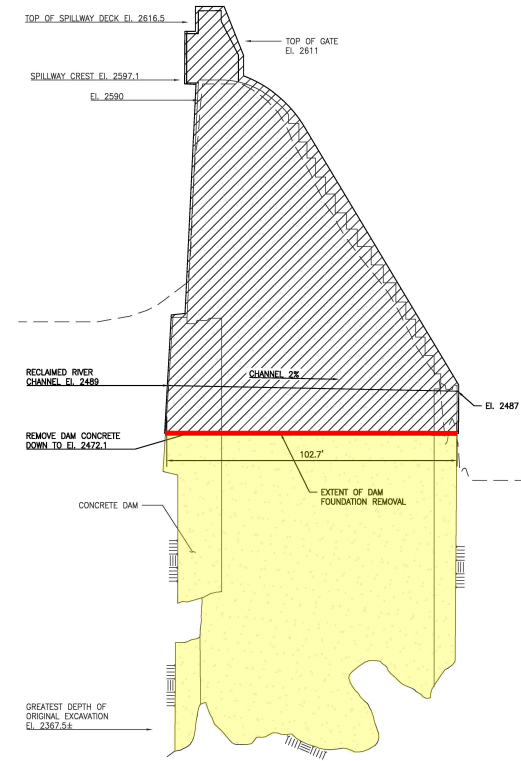 TOP OF SPILLWAY DECK El. 2616.5
TOP OF GATE
El. 2611
SPILLWAY CREST El. 2597.1
El. 2590
RECLAIMED RIVER
CHANNEL El. 2489
CHANNEL 2%
El. 2487
REMOVE DAM CONCRETE
DOWN TO El. 2472.1
102.7'
EXTENT OF DAM
FOUNDATION REMOVAL
CONCRETE DAM
GREATEST DEPTH OF
ORIGINAL EXCAVATION
El. 2367.5±